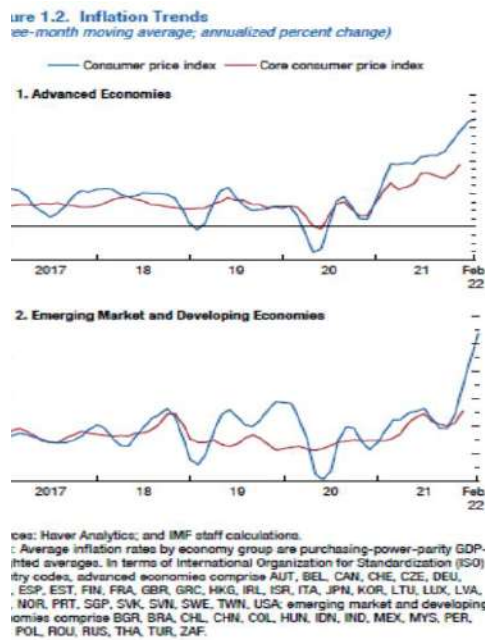 ure 1.2. Inflation Trends
ee-month moving average; annualized percent change)
Consumer price index Core consumer price index
1. Advanced Economies
2017 18 19 20 21 Feb
22
2. Emerging Market and Developing Economies
2017 18 19 20 21 Feb
22
ces: Haver Analytics; and IMF staff calculations.
: Average inflation rates by economy group are purchasing-power-parity GDP-
hted averages. In terms of International Organization for Standardization (ISO)
try codes, advanced economies comprise AUT, BEL, CAN, CHE, CZE, DEU,
, ESP, EST, FIN, FRA, GBR, GRC, HKG, IRL, ISR, ITA, JPN, KOR, LTU, LUX, LVA,
, NOR, PRT, SGP, SVK, SVN, SWE, TWN, USA; emerging market and developing
omies comprise BGR, BRA, CHL, CHN, COL, HUN, IDN, IND, MEX, MYS, PER,
, POL, ROU, RUS, THA, TUR, ZAF.